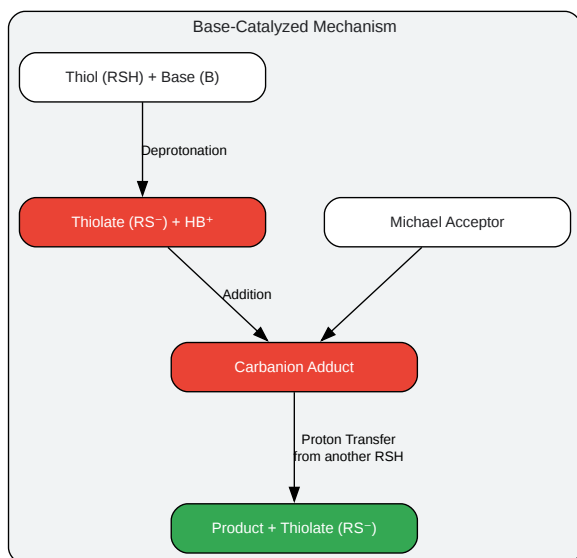 Base-Catalyzed Mechanism
Thiol (RSH) + Base (B)
Deprotonation
Thiolate (RS⁻) + HB⁺
Michael Acceptor
Addition
Carbanion Adduct
Proton Transfer
from another RSH
Product + Thiolate (RS⁻)